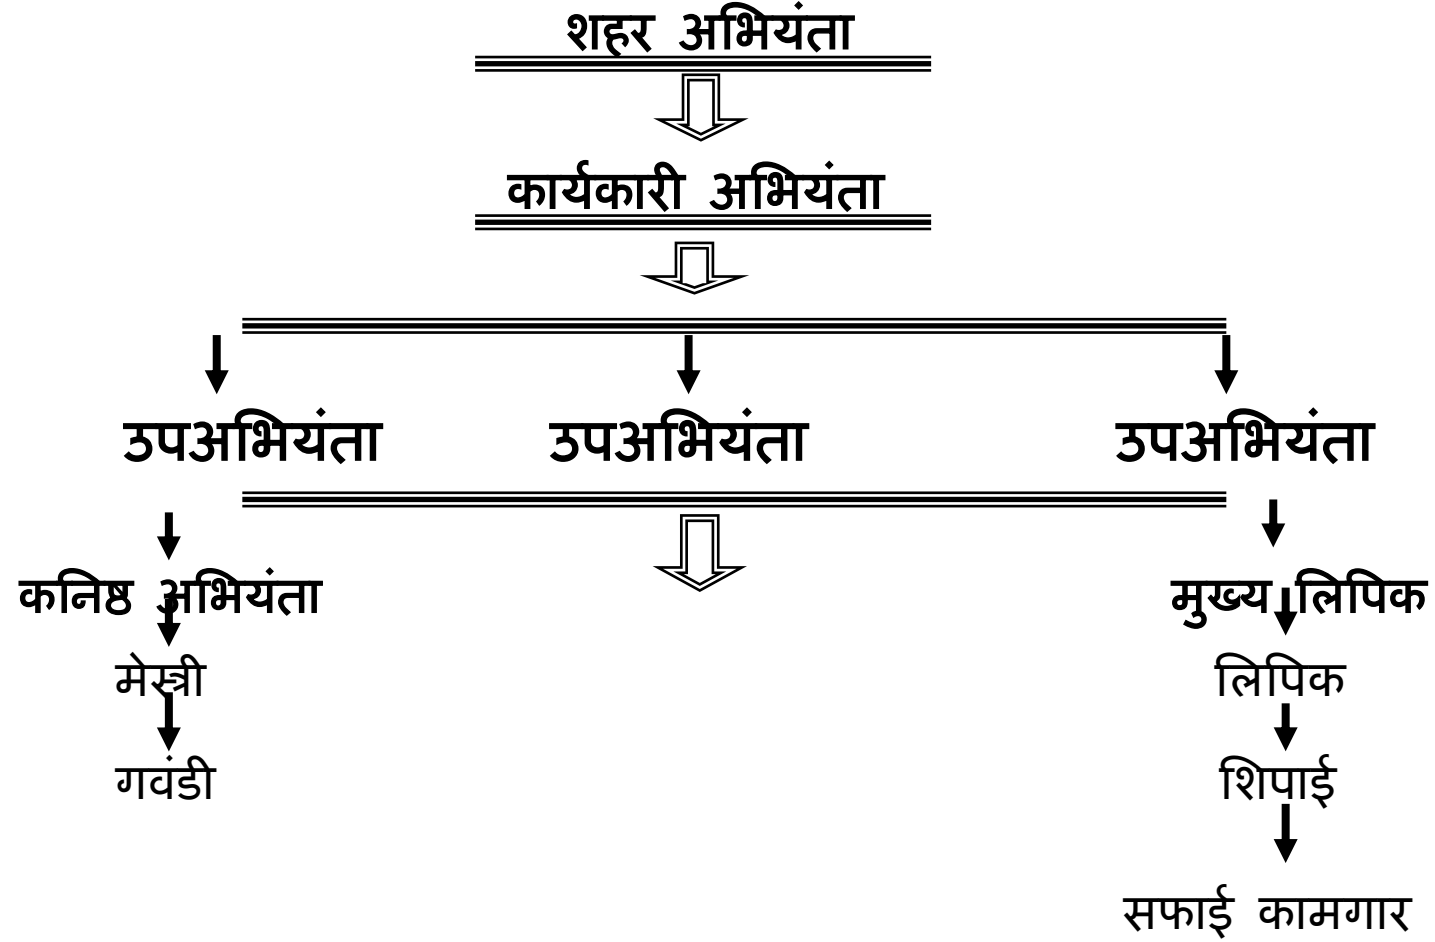 शहर अभियंता
कार्यकारी अभियंता
उपअभियंता उपअभियंता उपअभियंता
कनिष्ठ अभियंता मुख्य लिपिक
मेस्त्री लिपिक
गवंडी शिपाई
सफाई कामगार